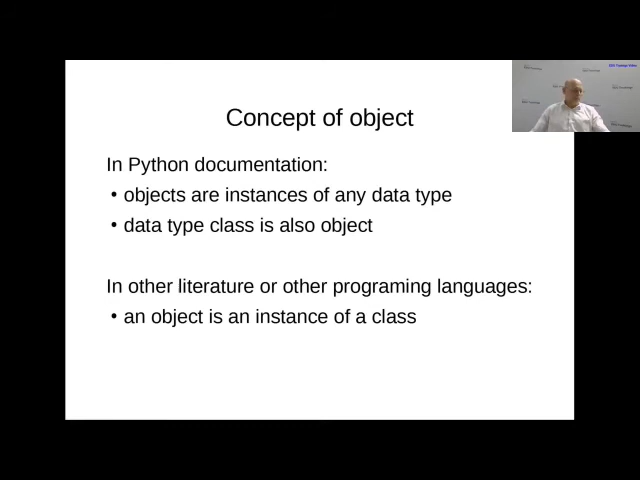 Concept of object
In Python documentation:
• objects are instances of any data type
• data type class is also object
In other literature or other programing languages:
• an object is an instance of a class